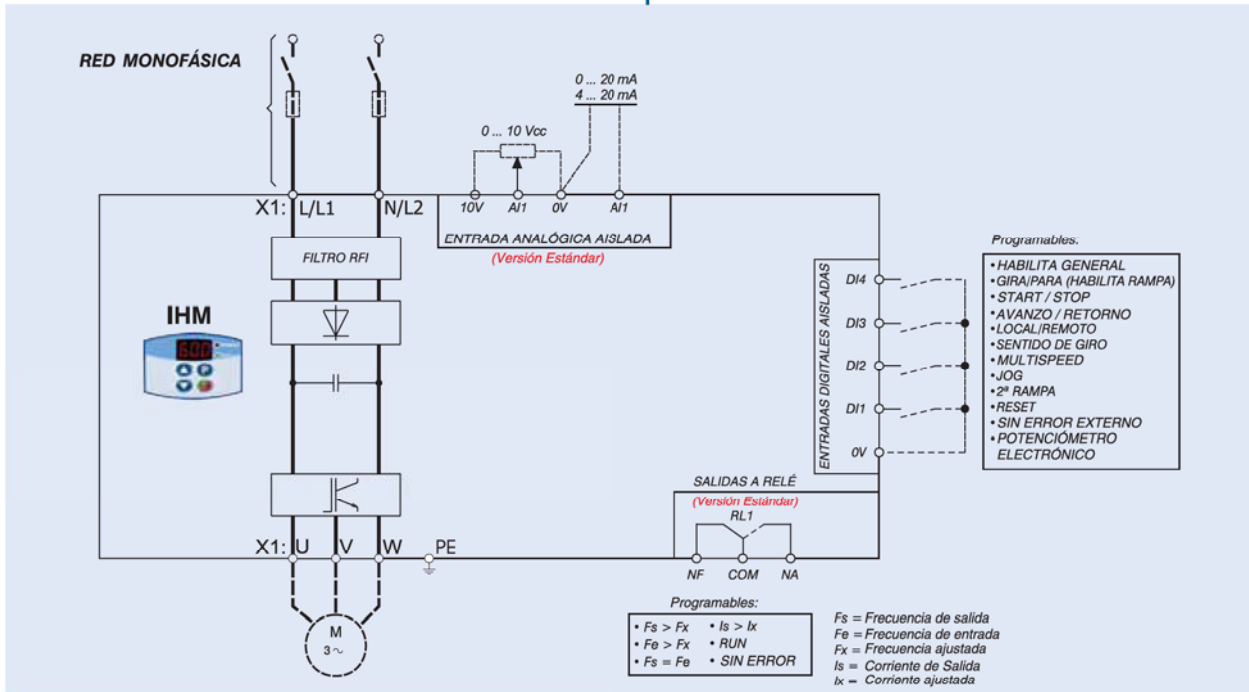 RED MONOFÁSICA
0 ... 20 mA
4 ... 20 mA
0 ... 10 Vcc
X1: L/L1 N/L2
10V AI1 0V AI1
ENTRADA ANALÓGICA AISLADA
(Versión Estándar)
FILTRO RFI
IHM
ENTRADAS DIGITALES AISLADAS
DI4
DI3
DI2
DI1
0V
Programables:
• HABILITA GENERAL
• GIRA/PARA (HABILITA RAMPA)
• START / STOP
• AVANZO / RETORNO
• LOCAL/REMOTO
• SENTIDO DE GIRO
• MULTISPEED
• JOG
• 2ª RAMPA
• RESET
• SIN ERROR EXTERNO
• POTENCIÓMETRO
ELECTRÓNICO
SALIDAS A RELÉ
(Versión Estándar)
RL1
NF COM NA
X1: U V W PE
M
3~
Programables:
• Fs > Fx • Is > Ix
• Fe > Fx • RUN
• Fs = Fe • SIN ERROR
Fs = Frecuencia de salida
Fe = Frecuencia de entrada
Fx = Frecuencia ajustada
Is = Corriente de Salida
Ix = Corriente ajustada